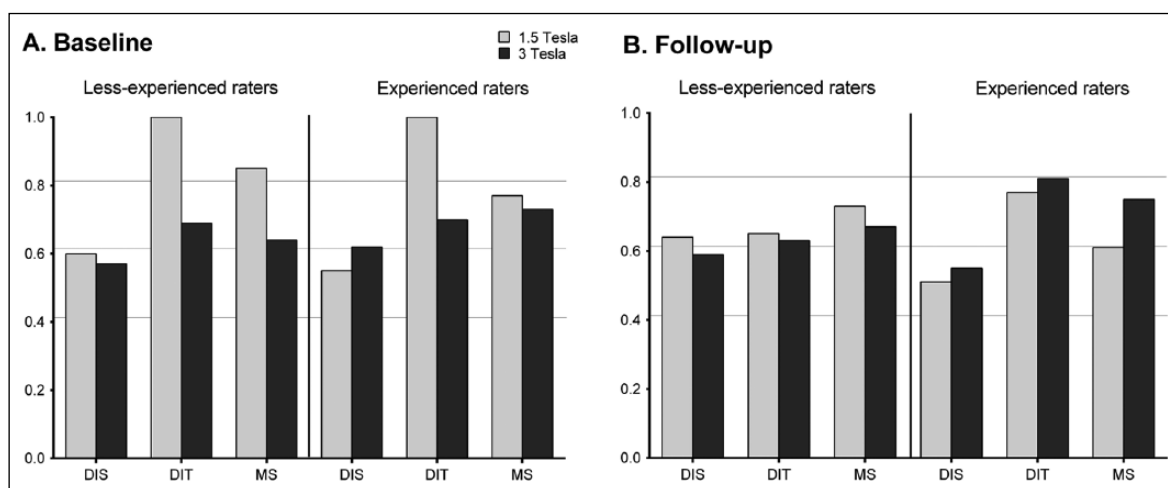 A. Baseline
1.5 Tesla
3 Tesla
Less-experienced raters
Experienced raters
1.0
0.8
0.6
0.4
0.2
0.0
DIS
DIT
MS
DIS
DIT
MS
B. Follow-up
Less-experienced raters
Experienced raters
1.0
0.8
0.6
0.4
0.2
0.0
DIS
DIT
MS
DIS
DIT
MS